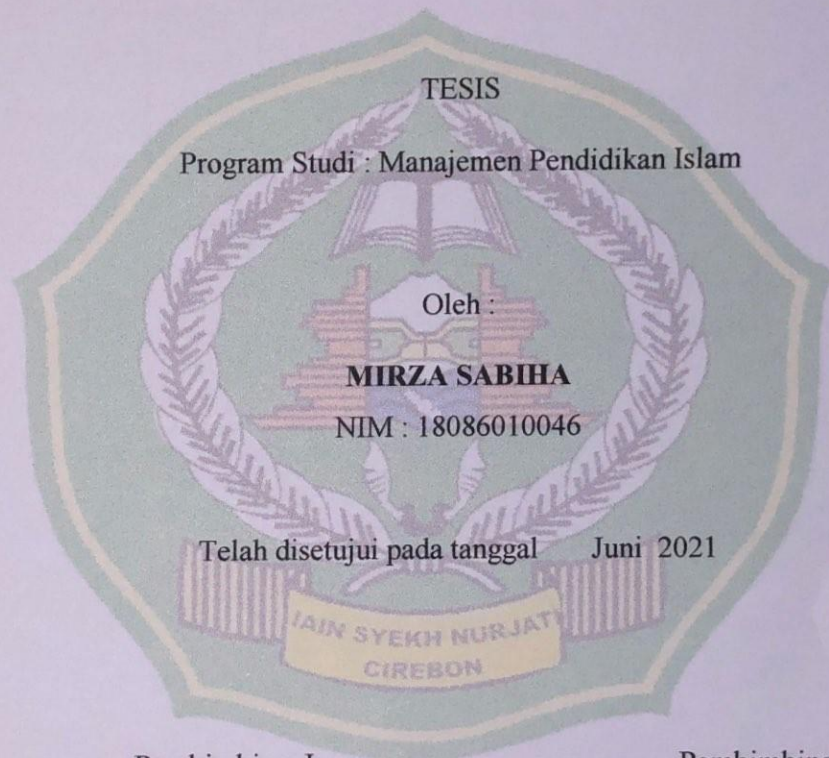 TESIS
Program Studi : Manajemen Pendidikan Islam
Oleh :
MIRZA SABIHA
NIM : 18086010046
Telah disetujui pada tanggal Juni 2021
IAIN SYEKH NURJATI
CIREBON